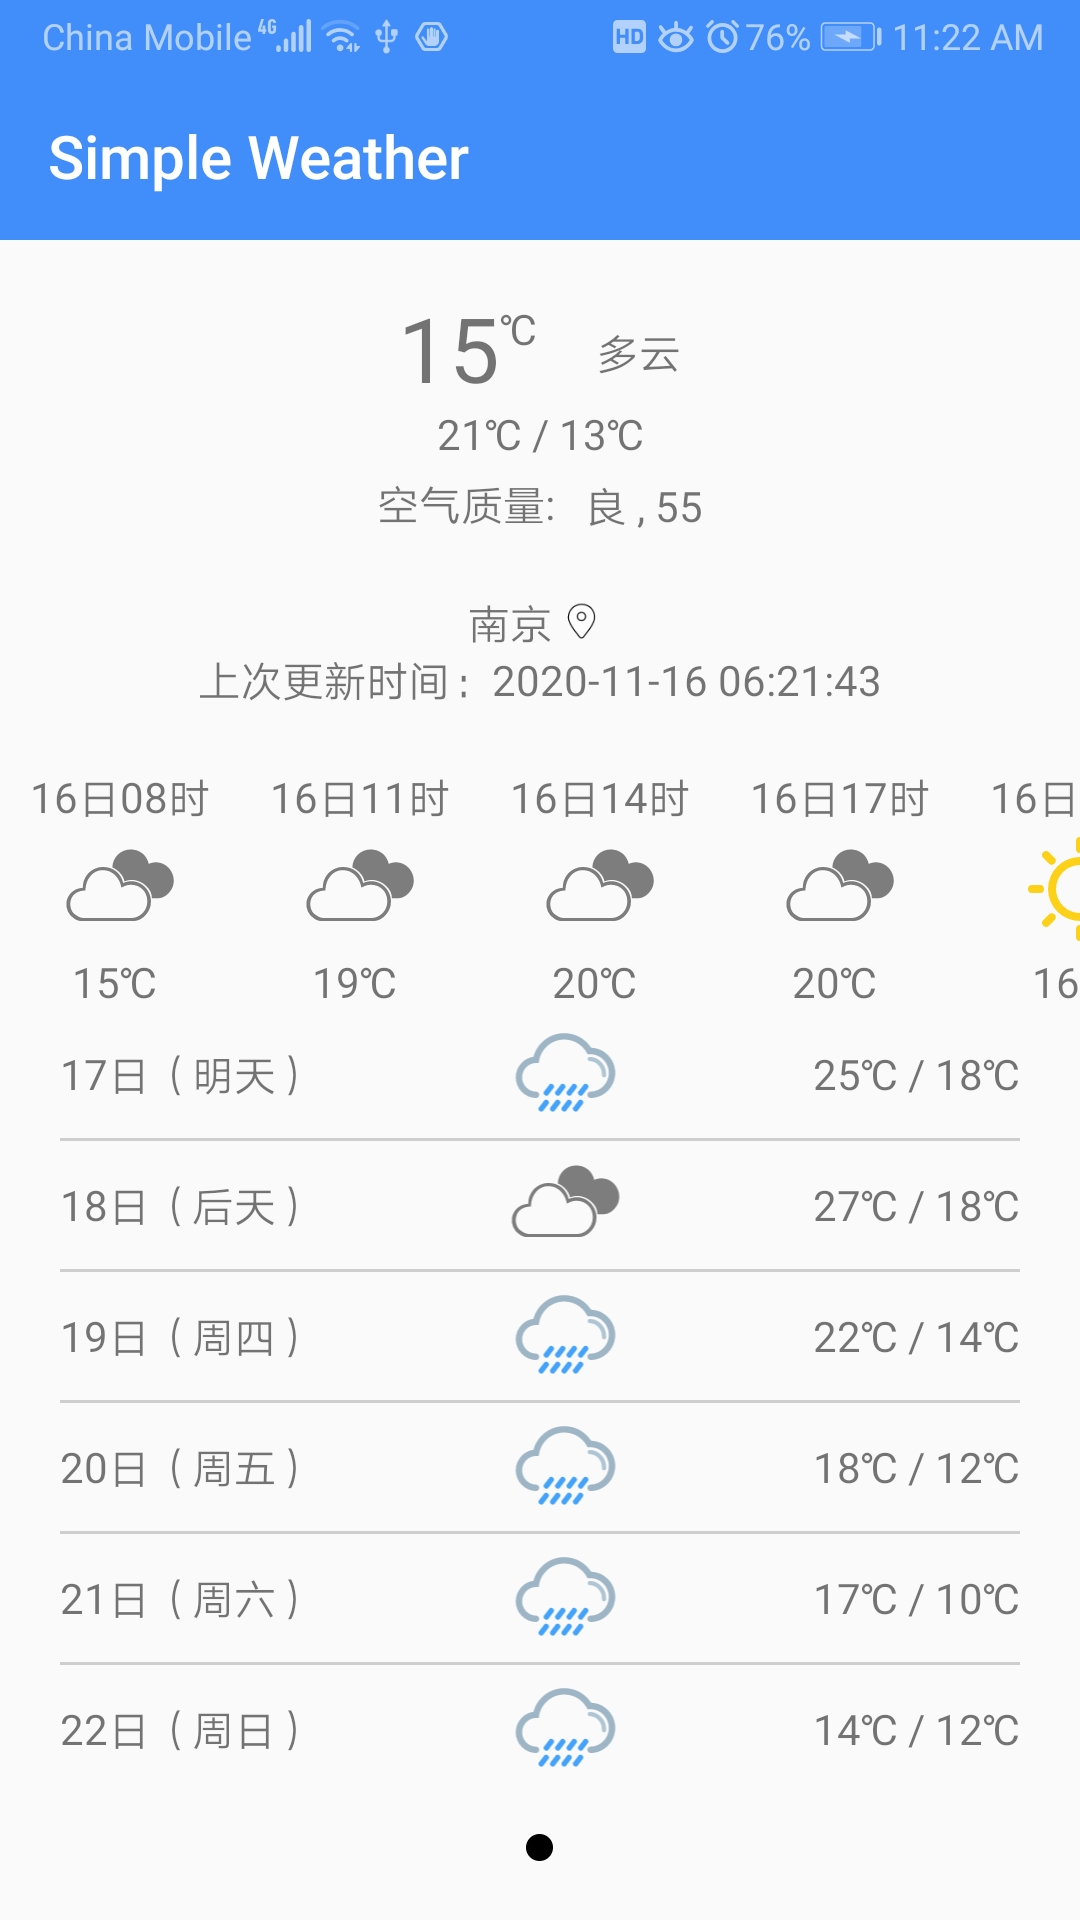 China Mobile 4G HD 76% 11:22 AM
Simple Weather
15℃ 多云
21℃ / 13℃
空气质量: 良 , 55
南京
上次更新时间： 2020-11-16 06:21:43
16日08时 16日11时 16日14时 16日17时 16日
15℃ 19℃ 20℃ 20℃ 16
17日（明天） 25℃ / 18℃
18日（后天） 27℃ / 18℃
19日（周四） 22℃ / 14℃
20日（周五） 18℃ / 12℃
21日（周六） 17℃ / 10℃
22日（周日） 14℃ / 12℃